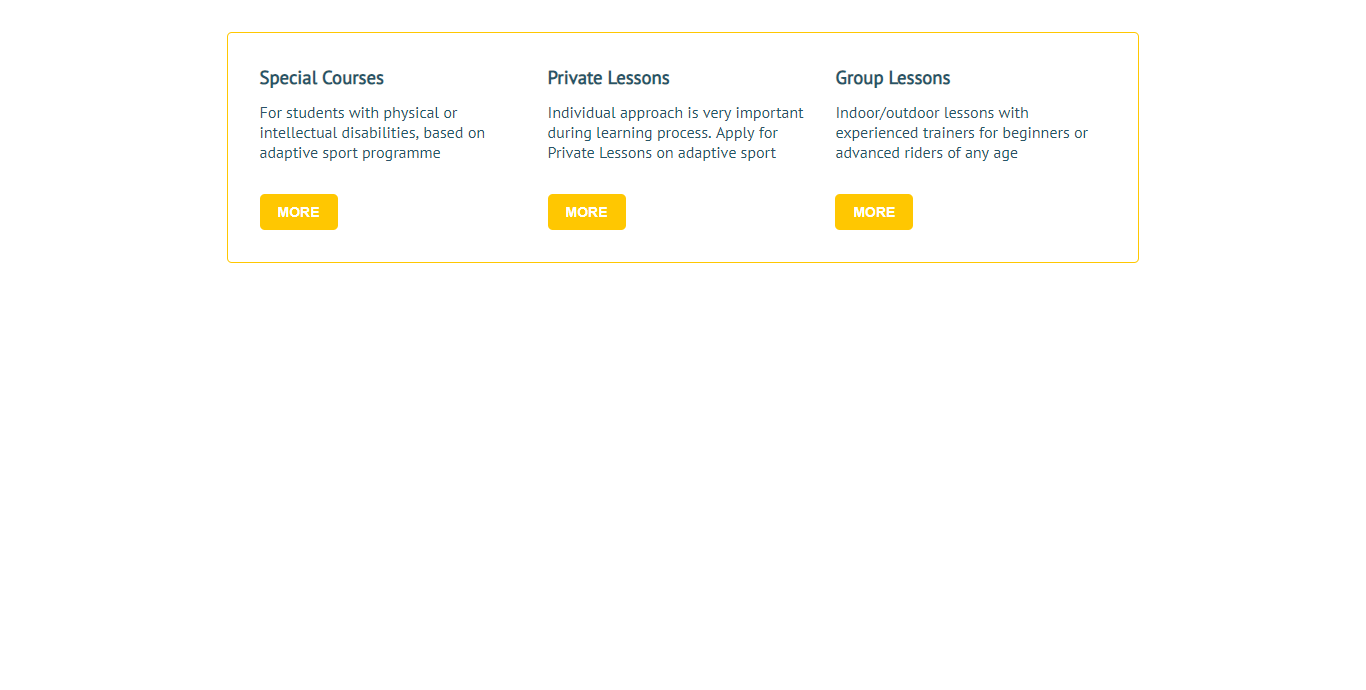 Special Courses
For students with physical or
intellectual disabilities, based on
adaptive sport programme
MORE
Private Lessons
Individual approach is very important
during learning process. Apply for
Private Lessons on adaptive sport
MORE
Group Lessons
Indoor/outdoor lessons with
experienced trainers for beginners or
advanced riders of any age
MORE